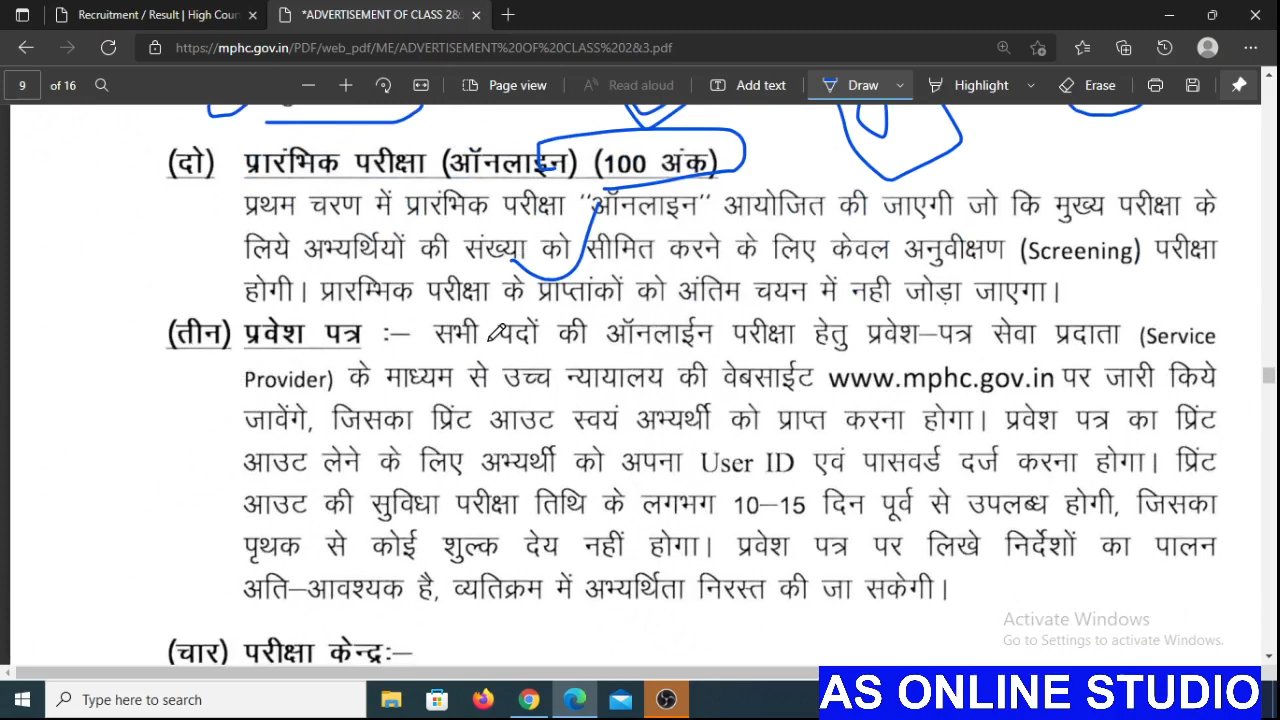 Recruitment / Result | High Cour
*ADVERTISEMENT OF CLASS 2&
https://mphc.gov.in/PDF/web_pdf/ME/ADVERTISEMENT%20OF%20CLASS%202&3.pdf
9 of 16
Page view
Read aloud
Add text
Draw
Highlight
Erase
(दो) प्रारंभिक परीक्षा (ऑनलाइन) (100 अंक)
प्रथम चरण में प्रारंभिक परीक्षा "ऑनलाइन" आयोजित की जाएगी जो कि मुख्य परीक्षा के
लिये अभ्यर्थियों की संख्या को सीमित करने के लिए केवल अनुवीक्षण (Screening) परीक्षा
होगी। प्रारम्भिक परीक्षा के प्राप्तांकों को अंतिम चयन में नही जोड़ा जाएगा।
(तीन) प्रवेश पत्र :– सभी पदों की ऑनलाईन परीक्षा हेतु प्रवेश–पत्र सेवा प्रदाता (Service
Provider) के माध्यम से उच्च न्यायालय की वेबसाईट www.mphc.gov.in पर जारी किये
जावेंगे, जिसका प्रिंट आउट स्वयं अभ्यर्थी को प्राप्त करना होगा। प्रवेश पत्र का प्रिंट
आउट लेने के लिए अभ्यर्थी को अपना User ID एवं पासवर्ड दर्ज करना होगा। प्रिंट
आउट की सुविधा परीक्षा तिथि के लगभग 10–15 दिन पूर्व से उपलब्ध होगी, जिसका
पृथक से कोई शुल्क देय नहीं होगा। प्रवेश पत्र पर लिखे निर्देशों का पालन
अति–आवश्यक है, व्यतिक्रम में अभ्यर्थिता निरस्त की जा सकेगी।
(चार) परीक्षा केन्द्रः–
Activate Windows
Go to Settings to activate Windows.
Type here to search
AS ONLINE STUDIO